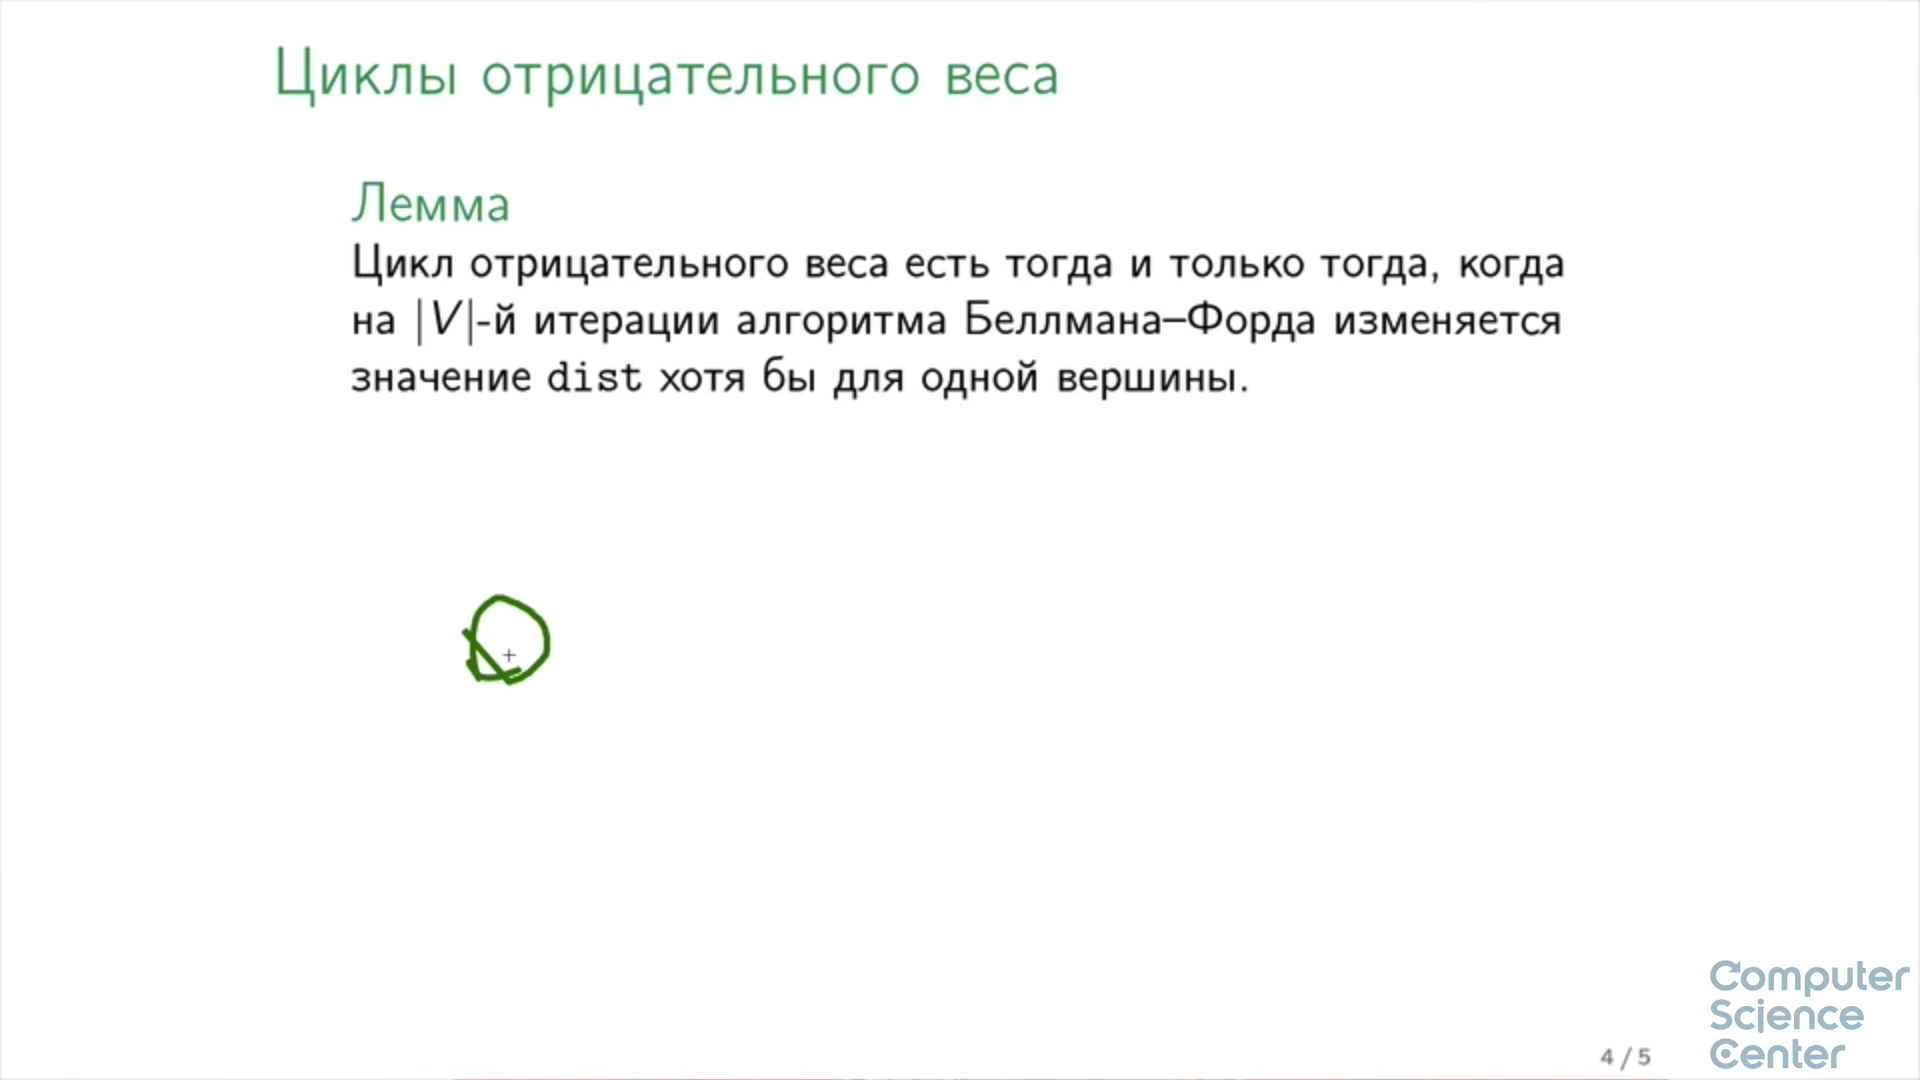 Циклы отрицательного веса
Лемма
Цикл отрицательного веса есть тогда и только тогда, когда
на |V|-й итерации алгоритма Беллмана–Форда изменяется
значение dist хотя бы для одной вершины.
Computer
Science
Center
4 / 5